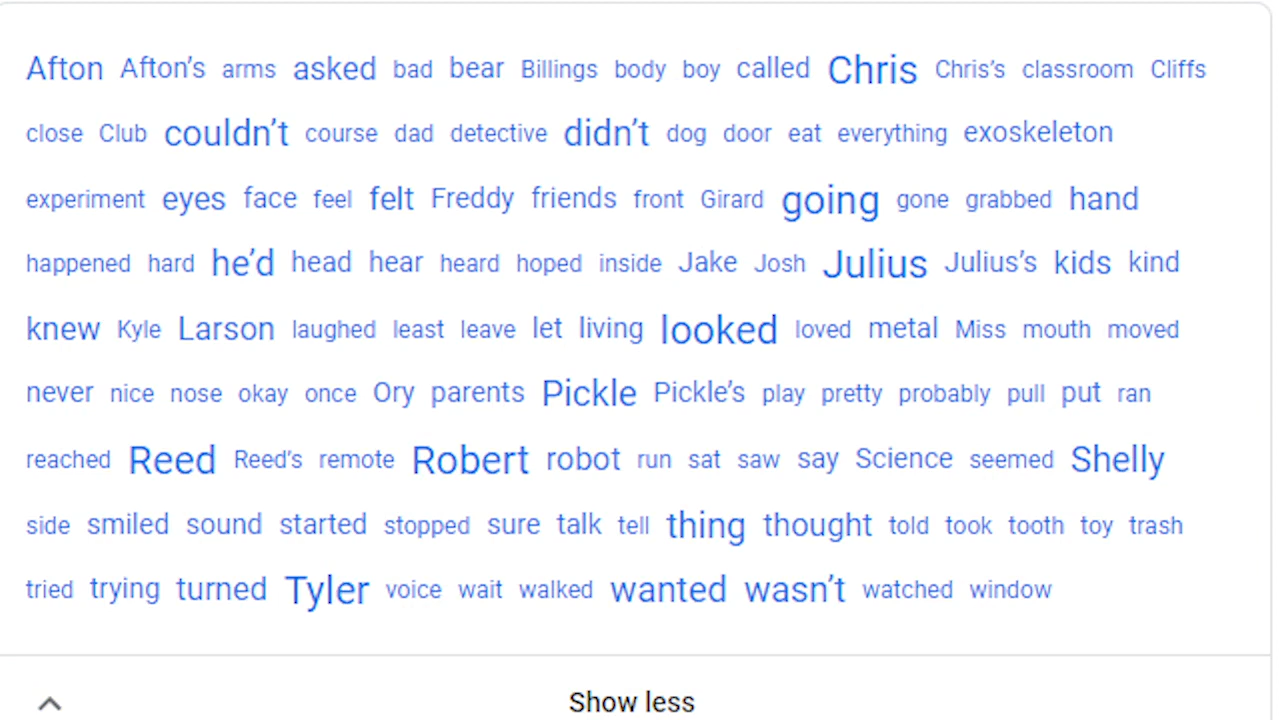 Afton Afton’s arms asked bad bear Billings body boy called Chris Chris’s classroom Cliffs
close Club couldn’t course dad detective didn’t dog door eat everything exoskeleton
experiment eyes face feel felt Freddy friends front Girard going gone grabbed hand
happened hard he’d head hear heard hoped inside Jake Josh Julius Julius’s kids kind
knew Kyle Larson laughed least leave let living looked loved metal Miss mouth moved
never nice nose okay once Ory parents Pickle Pickle’s play pretty probably pull put ran
reached Reed Reed’s remote Robert robot run sat saw say Science seemed Shelly
side smiled sound started stopped sure talk tell thing thought told took tooth toy trash
tried trying turned Tyler voice wait walked wanted wasn’t watched window
Show less